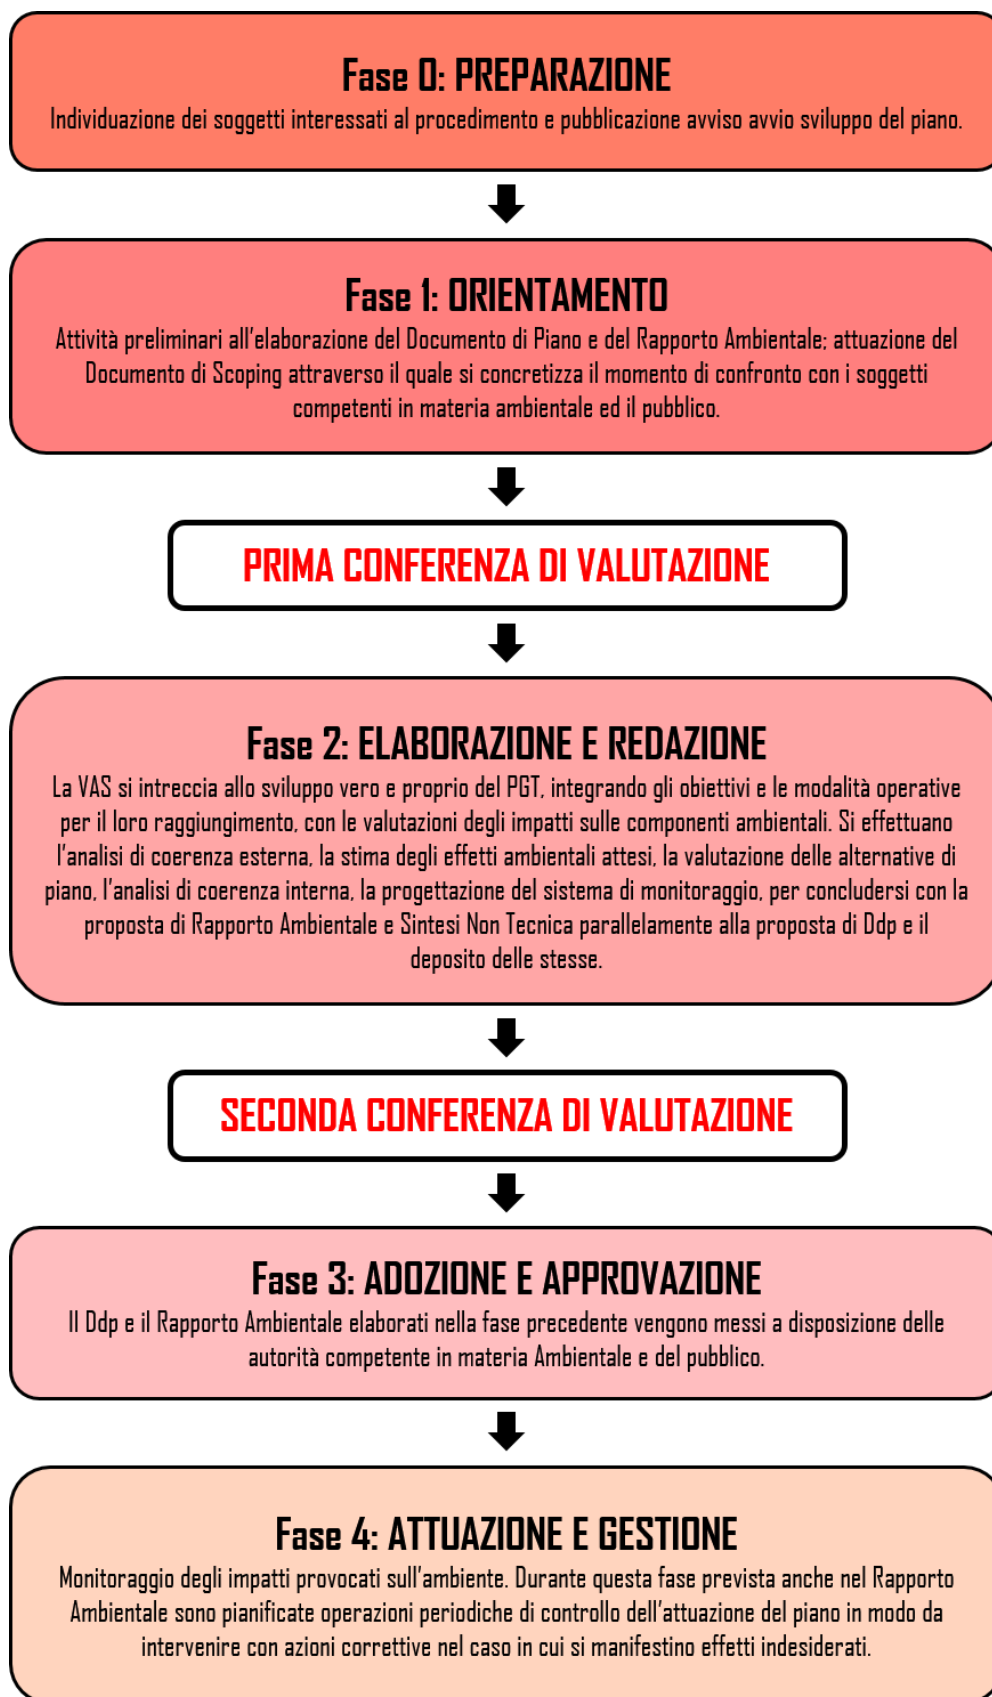 Fase 0: PREPARAZIONE
Individuazione dei soggetti interessati al procedimento e pubblicazione avviso avvio sviluppo del piano.
Fase 1: ORIENTAMENTO
Attività preliminari all'elaborazione del Documento di Piano e del Rapporto Ambientale; attuazione del
Documento di Scoping attraverso il quale si concretizza il momento di confronto con i soggetti
competenti in materia ambientale ed il pubblico.
PRIMA CONFERENZA DI VALUTAZIONE
Fase 2: ELABORAZIONE E REDAZIONE
La VAS si intreccia allo sviluppo vero e proprio del PGT, integrando gli obiettivi e le modalità operative
per il loro raggiungimento, con le valutazioni degli impatti sulle componenti ambientali. Si effettuano
l'analisi di coerenza esterna, la stima degli effetti ambientali attesi, la valutazione delle alternative di
piano, l'analisi di coerenza interna, la progettazione del sistema di monitoraggio, per concludersi con la
proposta di Rapporto Ambientale e Sintesi Non Tecnica parallelamente alla proposta di Ddp e il
deposito delle stesse.
SECONDA CONFERENZA DI VALUTAZIONE
Fase 3: ADOZIONE E APPROVAZIONE
Il Ddp e il Rapporto Ambientale elaborati nella fase precedente vengono messi a disposizione delle
autorità competente in materia Ambientale e del pubblico.
Fase 4: ATTUAZIONE E GESTIONE
Monitoraggio degli impatti provocati sull'ambiente. Durante questa fase prevista anche nel Rapporto
Ambientale sono pianificate operazioni periodiche di controllo dell'attuazione del piano in modo da
intervenire con azioni correttive nel caso in cui si manifestino effetti indesiderati.